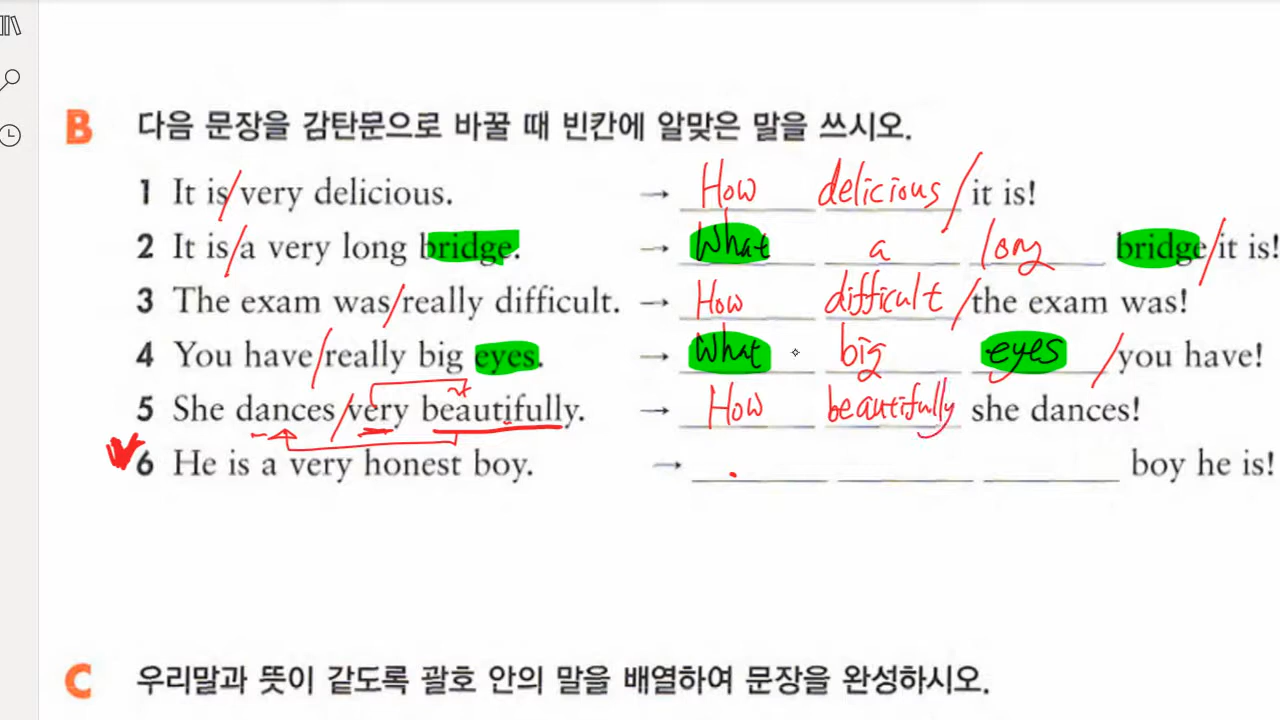 B 다음 문장을 감탄문으로 바꿀 때 빈칸에 알맞은 말을 쓰시오.
1 It is/very delicious. → How delicious / it is!
2 It is/a very long bridge. → What a long bridge/it is!
3 The exam was/really difficult. → How difficult /the exam was!
4 You have/really big eyes. → What big eyes /you have!
5 She dances /very beautifully. → How beautifully she dances!
6 He is a very honest boy. → boy he is!
C 우리말과 뜻이 같도록 괄호 안의 말을 배열하여 문장을 완성하시오.